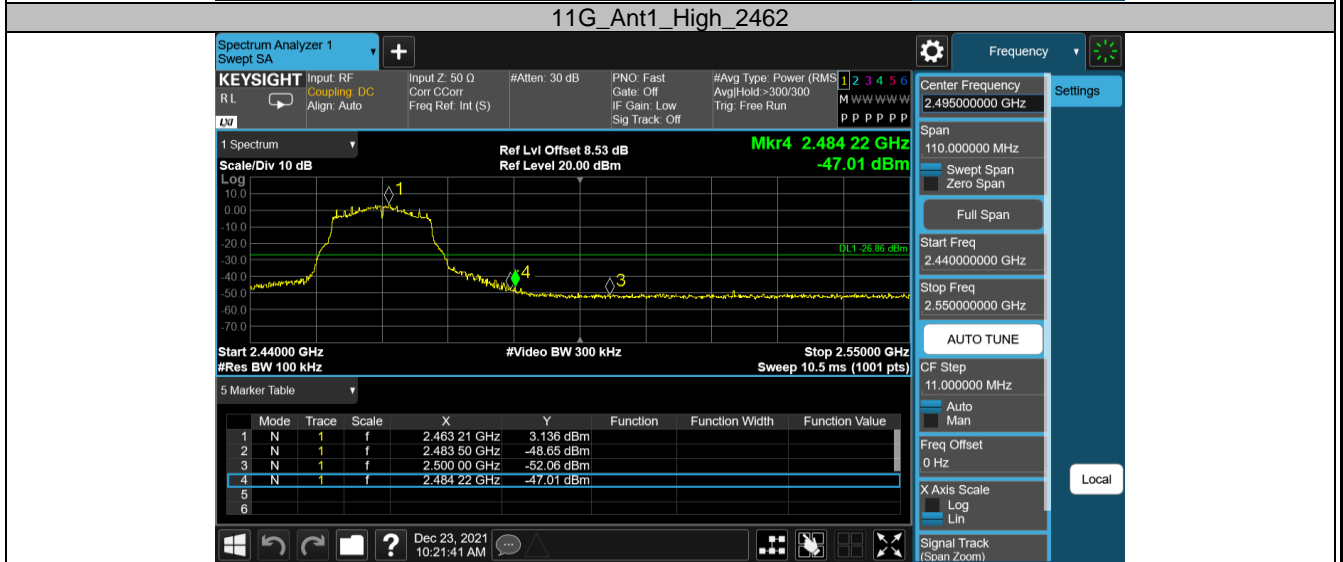 11G_Ant1_High_2462
Spectrum Analyzer 1
Swept SA
Frequency
KEYSIGHT
RL
LXI
Input: RF
Coupling: DC
Align: Auto
Input Z: 50 Ω
Corr CCorr
Freq Ref: Int (S)
#Atten: 30 dB
PNO: Fast
Gate: Off
IF Gain: Low
Sig Track: Off
#Avg Type: Power (RMS
Avg|Hold:>300/300
Trig: Free Run
1 2 3 4 5 6
M W W W W W
P P P P P P
1 Spectrum
Scale/Div 10 dB
Ref Lvl Offset 8.53 dB
Ref Level 20.00 dBm
Mkr4 2.484 22 GHz
-47.01 dBm
Log
10.0
0.00
-10.0
-20.0
-30.0
-40.0
-50.0
-60.0
-70.0
1
4
3
DL1 -26.86 dBm
Start 2.44000 GHz
#Video BW 300 kHz
Stop 2.55000 GHz
#Res BW 100 kHz
Sweep 10.5 ms (1001 pts)
5 Marker Table
Mode Trace Scale X Y Function Function Width Function Value
1 N 1 f 2.463 21 GHz 3.136 dBm
2 N 1 f 2.483 50 GHz -48.65 dBm
3 N 1 f 2.500 00 GHz -52.06 dBm
4 N 1 f 2.484 22 GHz -47.01 dBm
5
6
Dec 23, 2021
10:21:41 AM
Center Frequency
2.495000000 GHz
Settings
Span
110.000000 MHz
Swept Span
Zero Span
Full Span
Start Freq
2.440000000 GHz
Stop Freq
2.550000000 GHz
AUTO TUNE
CF Step
11.000000 MHz
Auto
Man
Freq Offset
0 Hz
X Axis Scale
Log
Lin
Local
Signal Track
(Span Zoom)